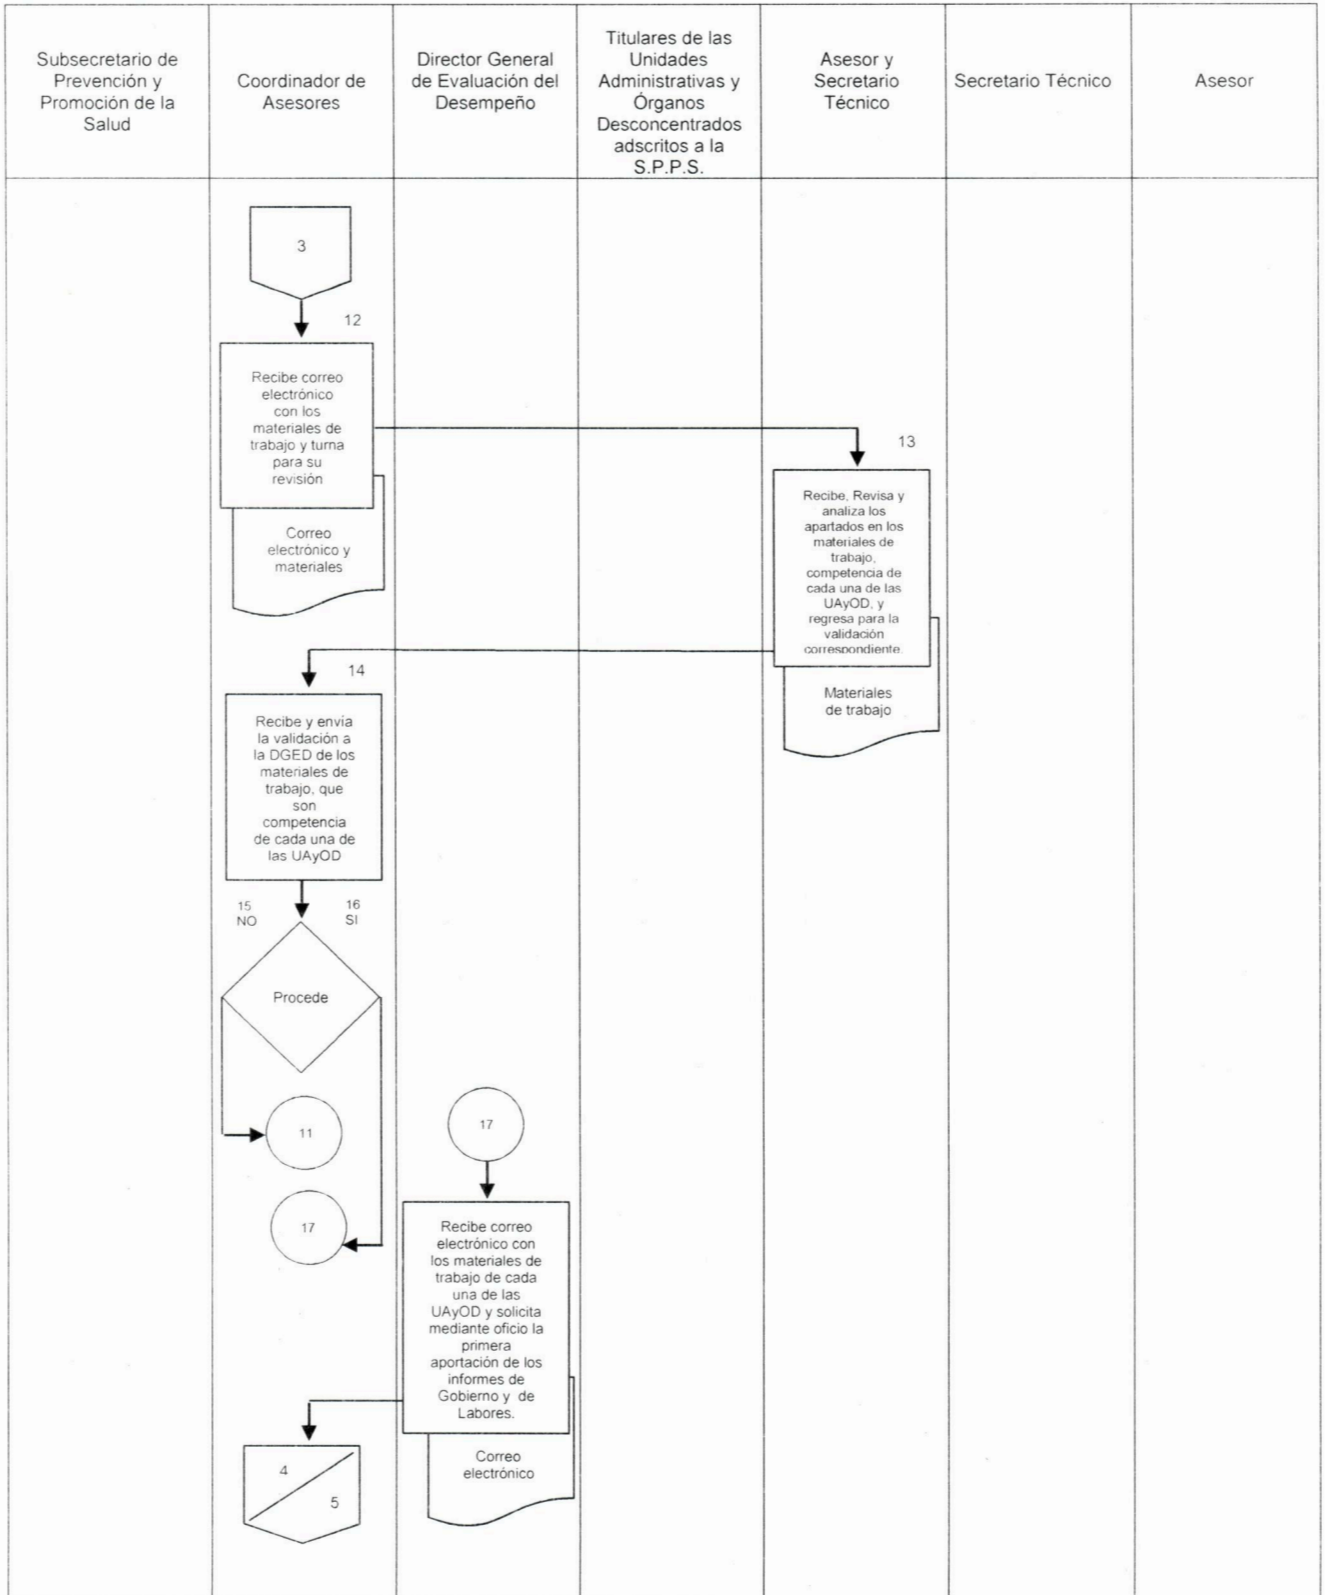 Subsecretario de
Prevención y
Promoción de la
Salud
Coordinador de
Asesores
Director General
de Evaluación del
Desempeño
Titulares de las
Unidades
Administrativas y
Órganos
Desconcentrados
adscritos a la
S.P.P.S.
Asesor y
Secretario
Técnico
Secretario Técnico
Asesor
3
12
Recibe correo
electrónico
con los
materiales de
trabajo y turna
para su
revisión
Correo
electrónico y
materiales
13
Recibe, Revisa y
analiza los
apartados en los
materiales de
trabajo,
competencia de
cada una de las
UAyOD, y
regresa para la
validación
correspondiente.
Materiales
de trabajo
14
Recibe y envía
la validación a
la DGED de los
materiales de
trabajo, que
son
competencia
de cada una de
las UAyOD
15
NO
16
SI
Procede
11
17
17
Recibe correo
electrónico con
los materiales de
trabajo de cada
una de las
UAyOD y solicita
mediante oficio la
primera
aportación de los
informes de
Gobierno y de
Labores.
Correo
electrónico
4
5